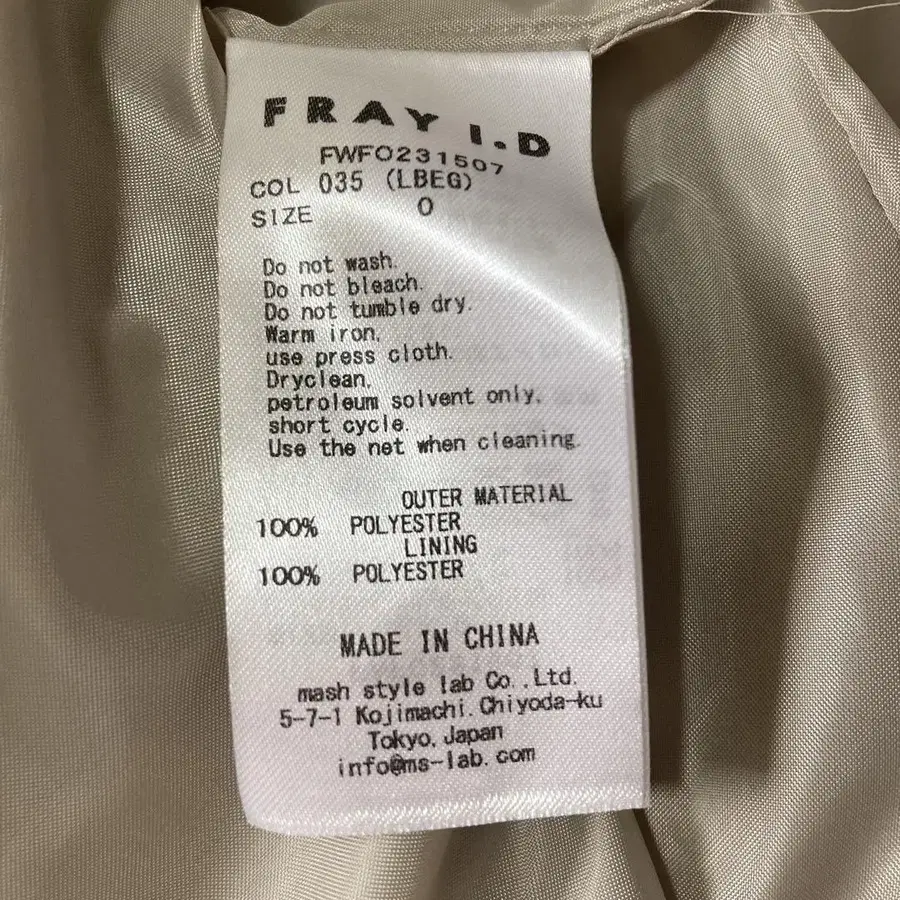 FRAY I.D
FWFO231507
COL 035 (LBEG)
SIZE 0
Do not wash.
Do not bleach.
Do not tumble dry.
Warm iron.
use press cloth.
Dryclean.
petroleum solvent only.
short cycle.
Use the net when cleaning.
OUTER MATERIAL
100% POLYESTER
LINING
100% POLYESTER
MADE IN CHINA
mash style lab Co.,Ltd.
5-7-1 Kojimachi.Chiyoda-ku
Tokyo, Japan
info@ms-lab.com